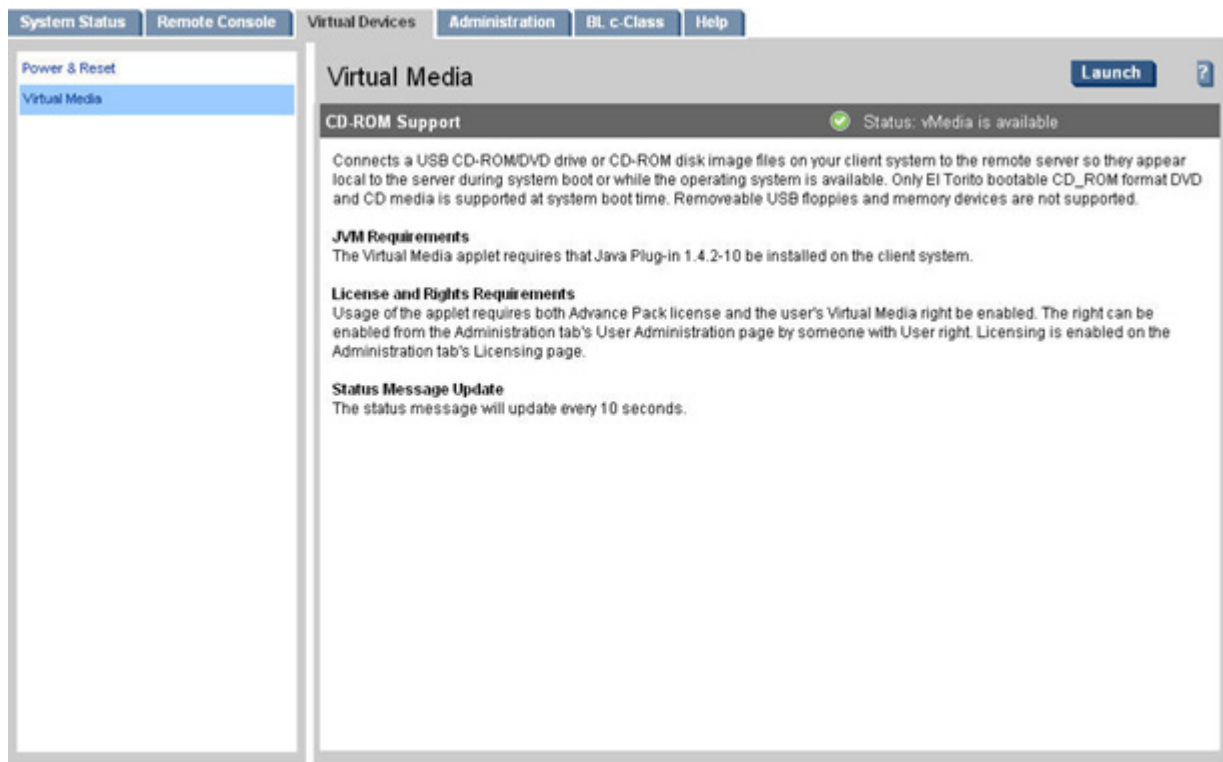 System Status Remote Console Virtual Devices Administration BL c-Class Help
Power & Reset
Virtual Media
Virtual Media Launch ?
CD-ROM Support Status: vMedia is available
Connects a USB CD-ROM/DVD drive or CD-ROM disk image files on your client system to the remote server so they appear
local to the server during system boot or while the operating system is available. Only El Torito bootable CD_ROM format DVD
and CD media is supported at system boot time. Removeable USB floppies and memory devices are not supported.
JVM Requirements
The Virtual Media applet requires that Java Plug-in 1.4.2-10 be installed on the client system.
License and Rights Requirements
Usage of the applet requires both Advance Pack license and the user's Virtual Media right be enabled. The right can be
enabled from the Administration tab's User Administration page by someone with User right. Licensing is enabled on the
Administration tab's Licensing page.
Status Message Update
The status message will update every 10 seconds.